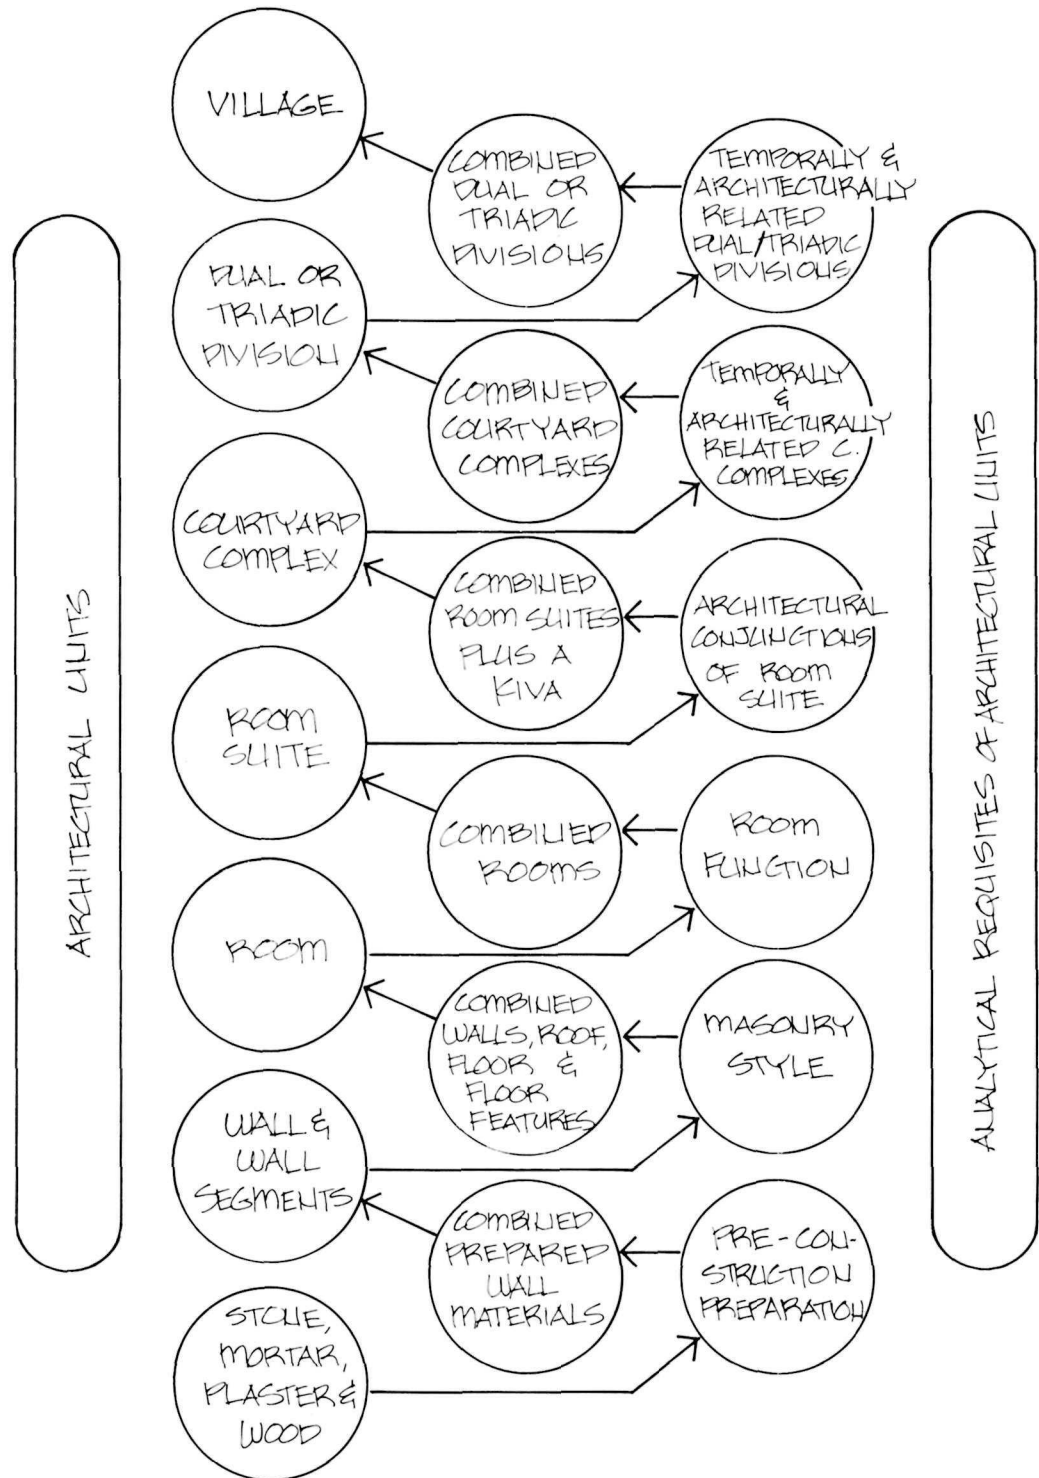 VILLAGE
COMBINED
DUAL OR
TRIADIC
DIVISIONS
TEMPORALLY &
ARCHITECTURALLY
RELATED
DUAL/TRIADIC
DIVISIONS
DUAL OR
TRIADIC
DIVISION
COMBINED
COURTYARD
COMPLEXES
TEMPORALLY
&
ARCHITECTURALLY
RELATED C.
COMPLEXES
COURTYARD
COMPLEX
COMBINED
ROOM SUITES
PLUS A
KIVA
ARCHITECTURAL
CONJUNCTIONS
OF ROOM
SUITE
ROOM
SUITE
COMBINED
ROOMS
ROOM
FUNCTION
ROOM
COMBINED
WALLS, ROOF,
FLOOR &
FLOOR
FEATURES
MASONRY
STYLE
WALL &
WALL
SEGMENTS
COMBINED
PREPARED
WALL
MATERIALS
PRE-CON-
STRUCTION
PREPARATION
STONE,
MORTAR,
PLASTER &
WOOD
ARCHITECTURAL UNITS
ANALYTICAL REQUISITES OF ARCHITECTURAL UNITS